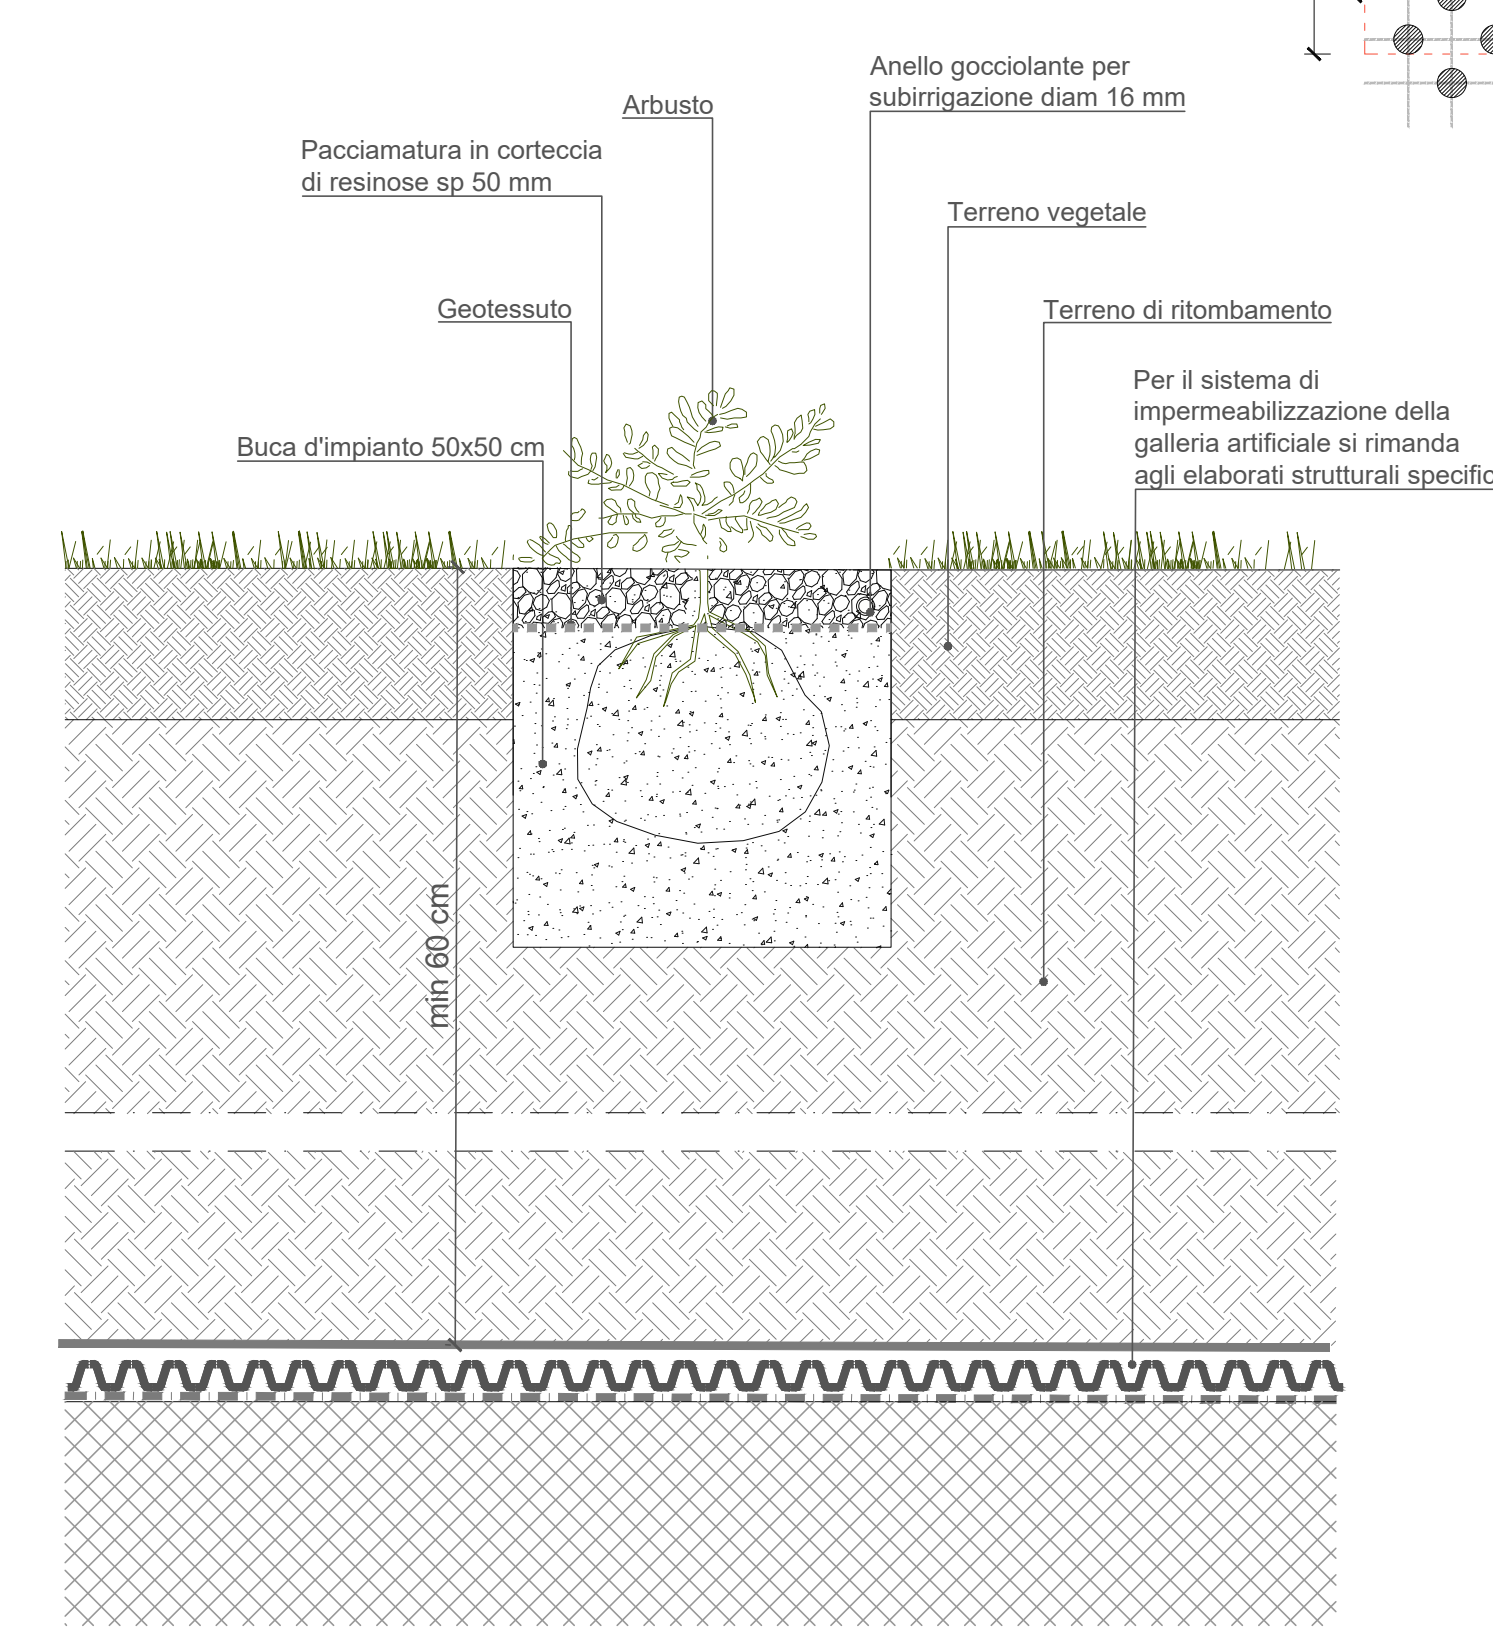 Anello gocciolante per
subirrigazione diam 16 mm
Arbusto
Pacciamatura in corteccia
di resinose sp 50 mm
Terreno vegetale
Geotessuto
Terreno di ritombamento
Per il sistema di
impermeabilizzazione della
galleria artificiale si rimanda
agli elaborati strutturali specific
Buca d'impianto 50x50 cm
min 60 cm